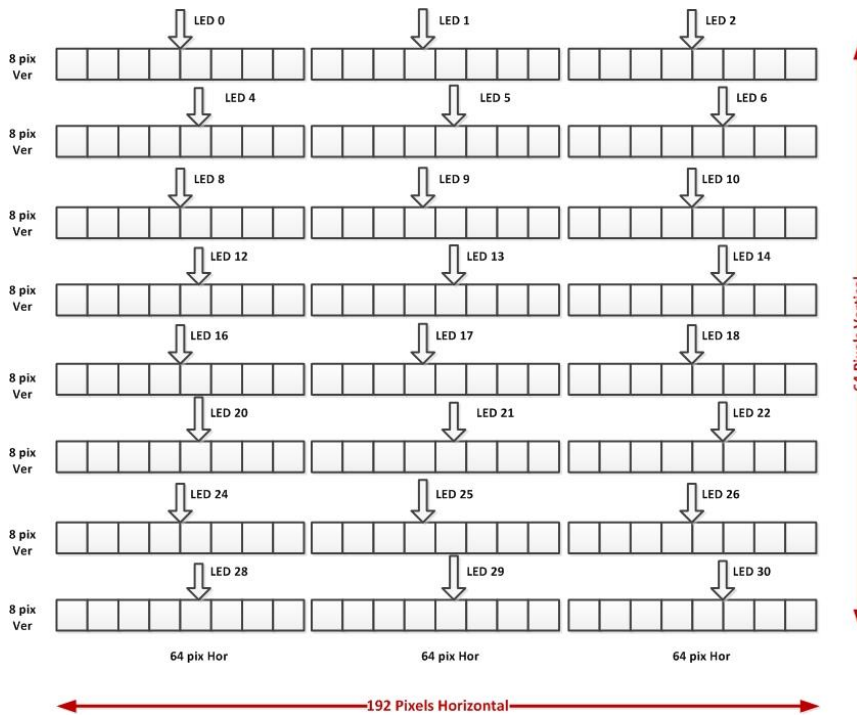 LED 0 LED 1 LED 2
8 pix
Ver
LED 4 LED 5 LED 6
8 pix
Ver
LED 8 LED 9 LED 10
8 pix
Ver
LED 12 LED 13 LED 14
8 pix
Ver
LED 16 LED 17 LED 18
8 pix
Ver
LED 20 LED 21 LED 22
8 pix
Ver
LED 24 LED 25 LED 26
8 pix
Ver
LED 28 LED 29 LED 30
8 pix
Ver
64 pix Hor 64 pix Hor 64 pix Hor
192 Pixels Horizontal
64 Pixels Vertical